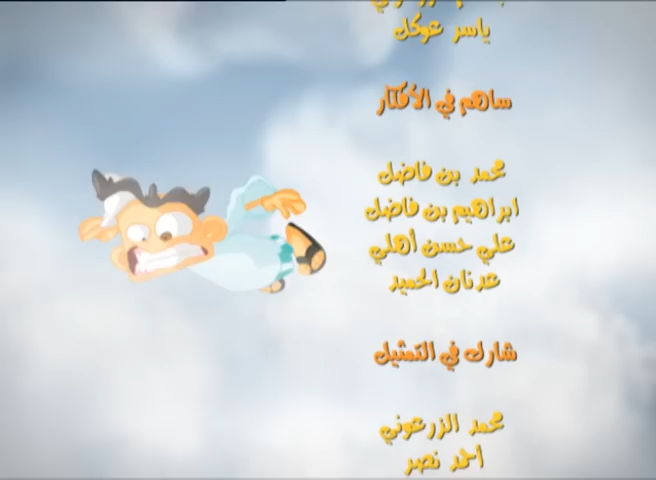 ياسر عوكل
ساهم في الأفكار
محمد بن فاضل
ابراهيم بن فاضل
علي حسن أهلي
عدنان الحميد
شارك في التمثيل
محمد الزرعوني
أحمد نصر